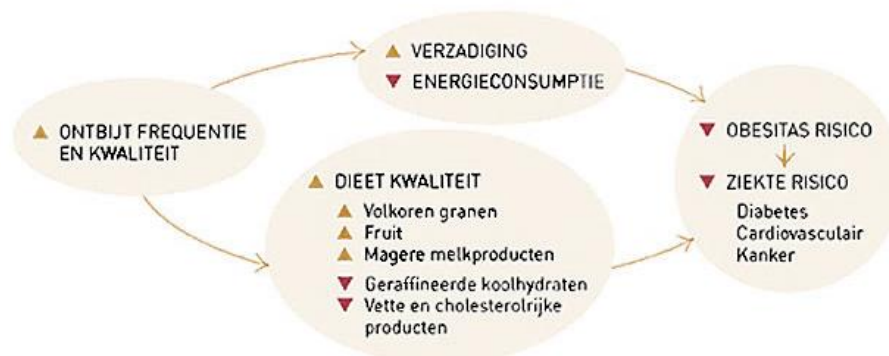 ▲ VERZADIGING
▼ ENERGIECONSUMPTIE
▲ ONTBIJT FREQUENTIE
EN KWALITEIT
▲ DIEET KWALITEIT
▲ Volkoren granen
▲ Fruit
▲ Magere melkproducten
▼ Geraffineerde koolhydraten
▼ Vette en cholesterolrijke
producten
▼ OBESITAS RISICO
▼ ZIEKTE RISICO
Diabetes
Cardiovasculair
Kanker